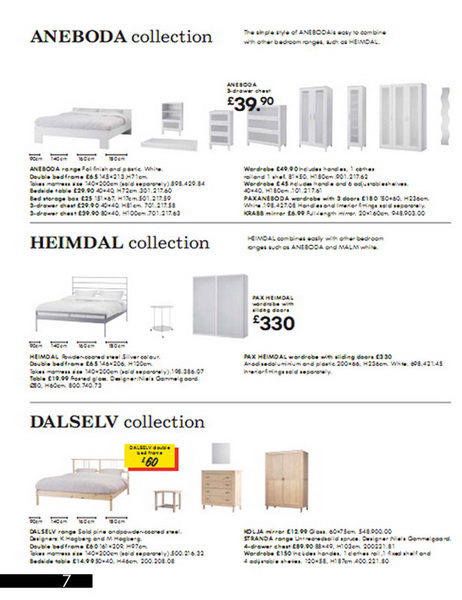 ANEBODA collection
The simple style of ANEBODA is easy to combine
with other bedroom ranges, such as HEIMDAL.
ANEBODA
3-drawer chest
£39.90
90cm 140cm 160cm 180cm
ANEBODA range Foil finish and plastic. White.
Double bed frame £65 145×213, H71cm.
Takes mattress size 140×200cm (sold separately). 898.429.84
Bedside table £29.90 40×40, H72cm. 301.217.60
Bed storage box £25 151×67, H17cm. 501.217.59
3-drawer chest £29.90 40×40, H81cm. 701.217.58
3-drawer chest £39.90 80×40, H100cm. 701.217.63
Wardrobe £49.90 Includes handles, 1 clothes
rail and 1 shelf. 81×50, H180cm. 901.217.62
Wardrobe £45 Includes handle and 6 adjustable shelves.
40×40, H180cm. 701.217.61
PAX ANEBODA wardrobe with 3 doors £180 150×60, H236cm.
White. 198.427.08 Handles and interior fittings sold separately.
KRABB mirror £6.99 Full-length mirror. 20×160cm. 948.903.00
HEIMDAL collection
HEIMDAL combines easily with other bedroom
ranges such as ANEBODA and MALM white.
PAX HEIMDAL
wardrobe with
sliding doors
£330
90cm 140cm 160cm 180cm
HEIMDAL Powder-coated steel. Silver colour.
Double bed frame £65 146×206, H120cm.
Takes mattress size 140×200cm (sold separately). 198.386.07
Table £19.99 Frosted glass. Designer: Niels Gammelgaard.
Ø50, H60cm. 800.740.73
PAX HEIMDAL wardrobe with sliding doors £330
Anodised aluminium and plastic. 200×66, H236cm. White. 698.421.45
Interior fittings sold separately.
DALSELV collection
DALSELV double
bed frame
£60
90cm 140cm 160cm 180cm
DALSELV range Solid pine and powder-coated steel.
Designers: K Hagberg and M Hagberg.
Double bed frame £60 161×209, H97cm.
Takes mattress size 140×200cm (sold separately). 500.216.32
Bedside table £14.99 50×40, H46cm. 200.208.08
KOLJA mirror £12.99 Glass. 60×75cm. 545.900.00
STRANDA range Untreated solid spruce. Designer: Niels Gammelgaard.
4-drawer chest £89.90 85×49, H103cm. 200.221.81
Wardrobe £150 Includes handles, 1 clothes rail, 1 fixed shelf and
4 adjustable shelves. 120×58, H187cm. 400.221.80
7